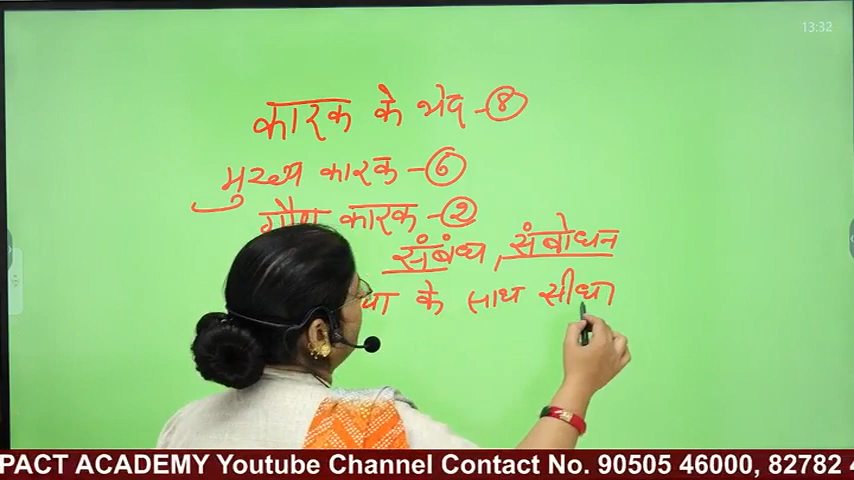 13:32
कारक के भेद - 8
मुख्य कारक - 6
गौण कारक - 2
संबंध, संबोधन
के साथ सीधा
PACT ACADEMY Youtube Channel Contact No. 90505 46000, 82782